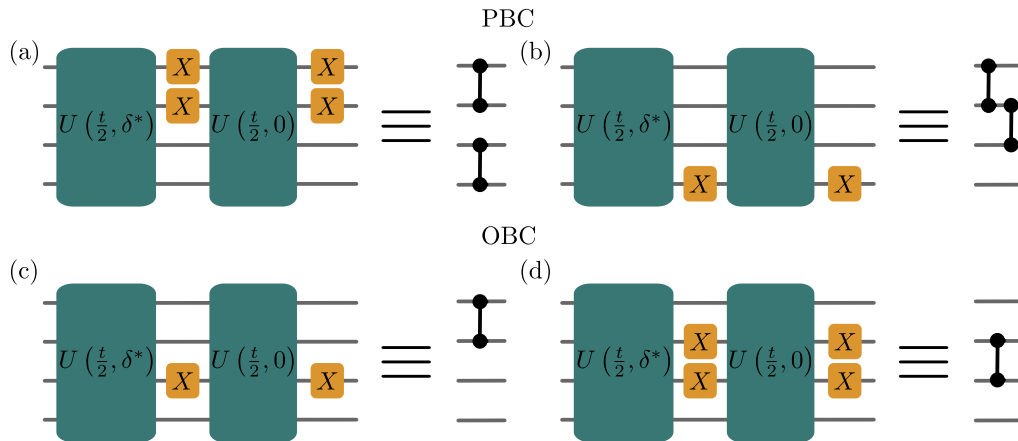 PBC
(a) X X (b)
X X
U(t/2, δ*) U(t/2, 0) U(t/2, δ*) U(t/2, 0)
X X
OBC
(c) (d)
X X
U(t/2, δ*) U(t/2, 0) U(t/2, δ*) U(t/2, 0)
X X X X